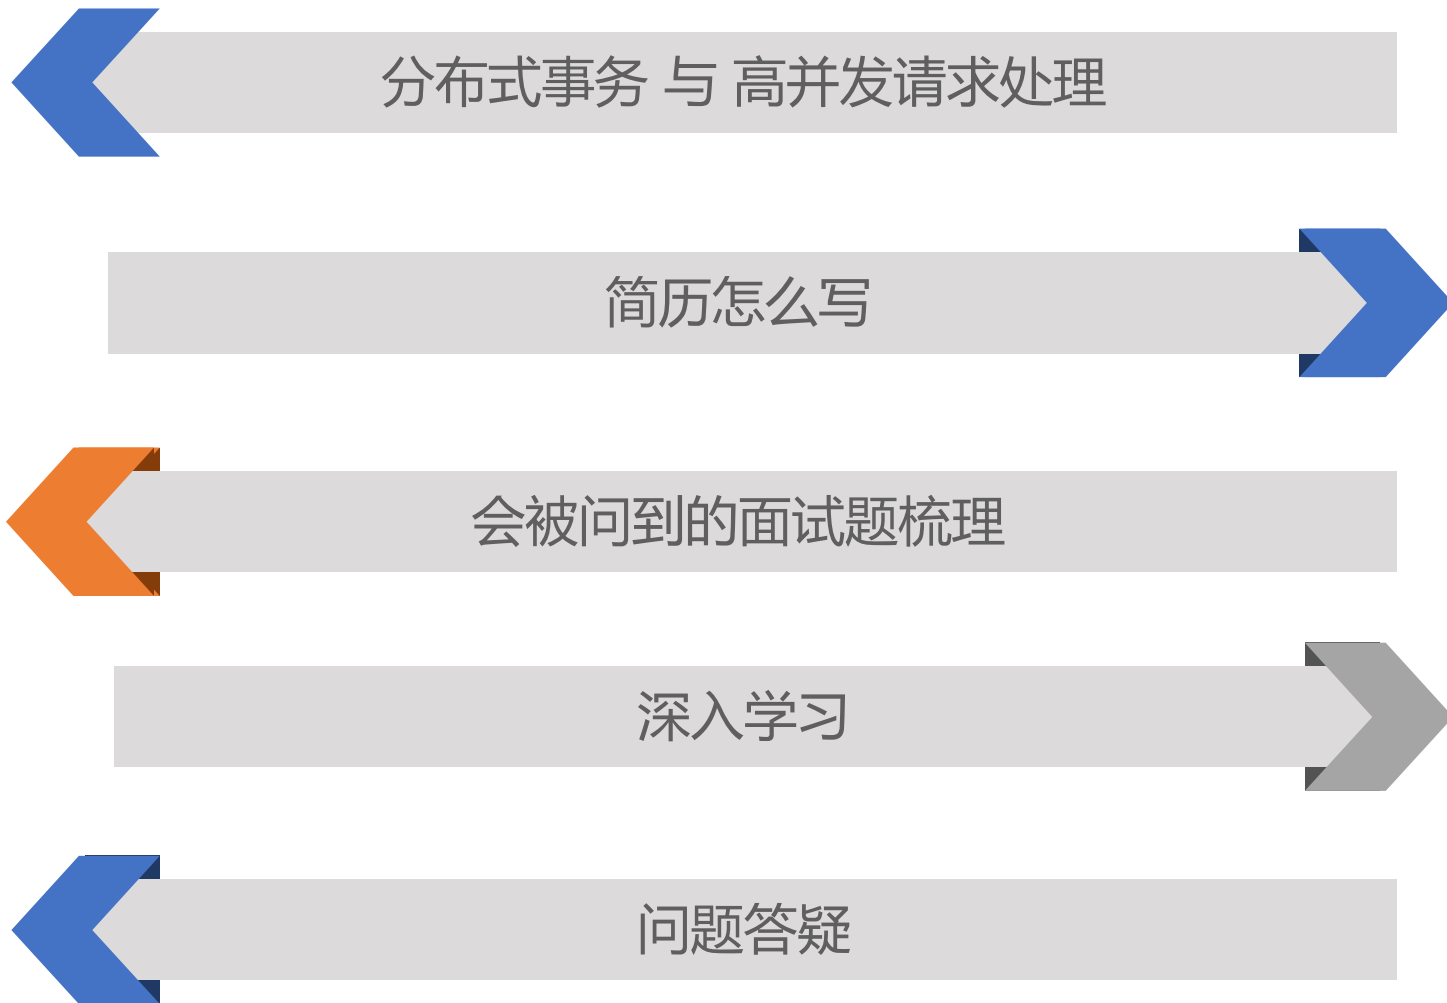 分布式事务 与 高并发请求处理
简历怎么写
会被问到的面试题梳理
深入学习
问题答疑